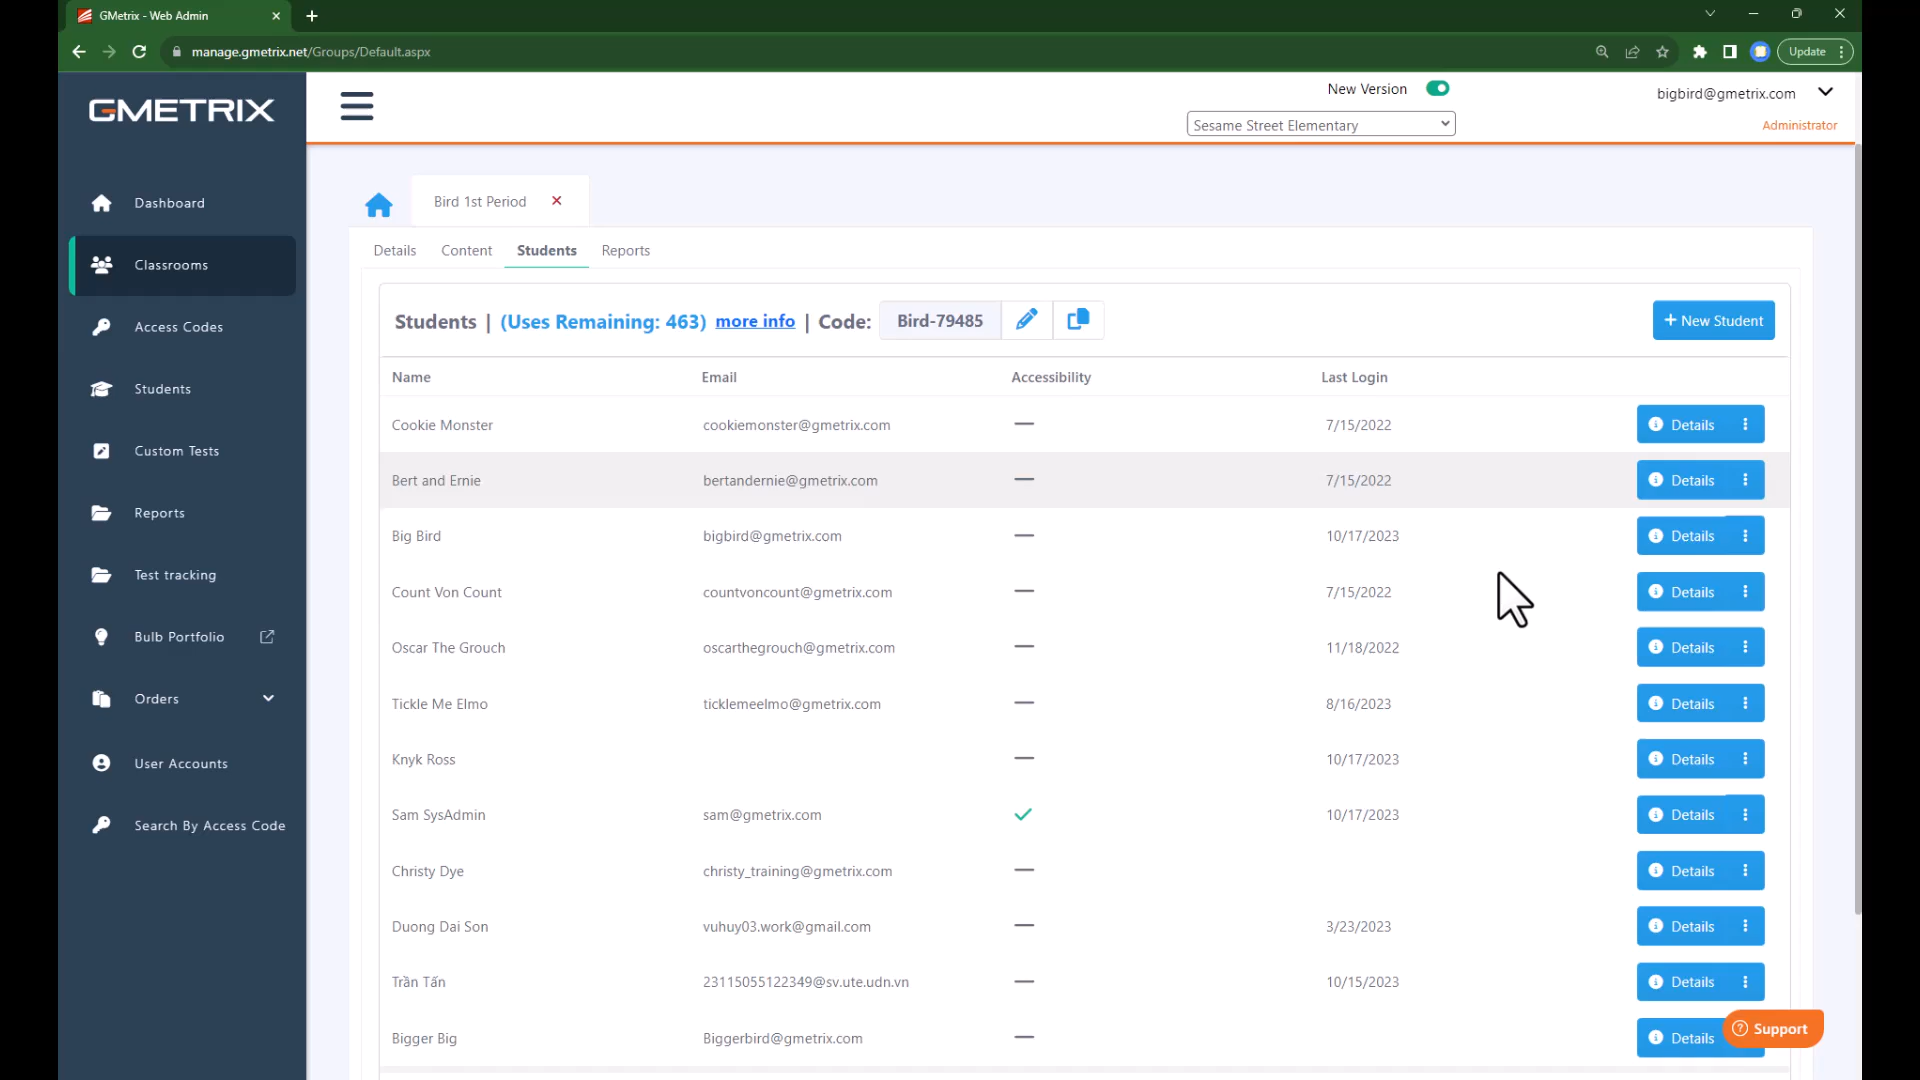 GMetrix - Web Admin
manage.gmetrix.net/Groups/Default.aspx
Update
GMETRIX
New Version
bigbird@gmetrix.com
Sesame Street Elementary
Administrator
Dashboard
Classrooms
Access Codes
Students
Custom Tests
Reports
Test tracking
Bulb Portfolio
Orders
User Accounts
Search By Access Code
Bird 1st Period
Details Content Students Reports
Students | (Uses Remaining: 463) more info | Code: Bird-79485
+ New Student
Name Email Accessibility Last Login
Cookie Monster cookiemonster@gmetrix.com — 7/15/2022 Details
Bert and Ernie bertandernie@gmetrix.com — 7/15/2022 Details
Big Bird bigbird@gmetrix.com — 10/17/2023 Details
Count Von Count countvoncount@gmetrix.com — 7/15/2022 Details
Oscar The Grouch oscarthegrouch@gmetrix.com — 11/18/2022 Details
Tickle Me Elmo ticklemeelmo@gmetrix.com — 8/16/2023 Details
Knyk Ross — 10/17/2023 Details
Sam SysAdmin sam@gmetrix.com ✓ 10/17/2023 Details
Christy Dye christy_training@gmetrix.com — Details
Duong Dai Son vuhuy03.work@gmail.com — 3/23/2023 Details
Trần Tấn 23115055122349@sv.ute.udn.vn — 10/15/2023 Details
Bigger Big Biggerbird@gmetrix.com — Details
Support